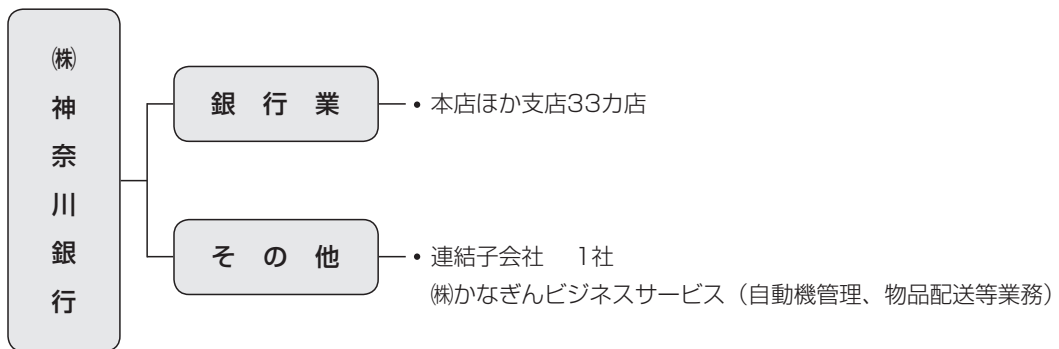 ㈱神奈川銀行
銀行業
• 本店ほか支店33カ店
その他
• 連結子会社　1社
㈱かなぎんビジネスサービス（自動機管理、物品配送等業務）